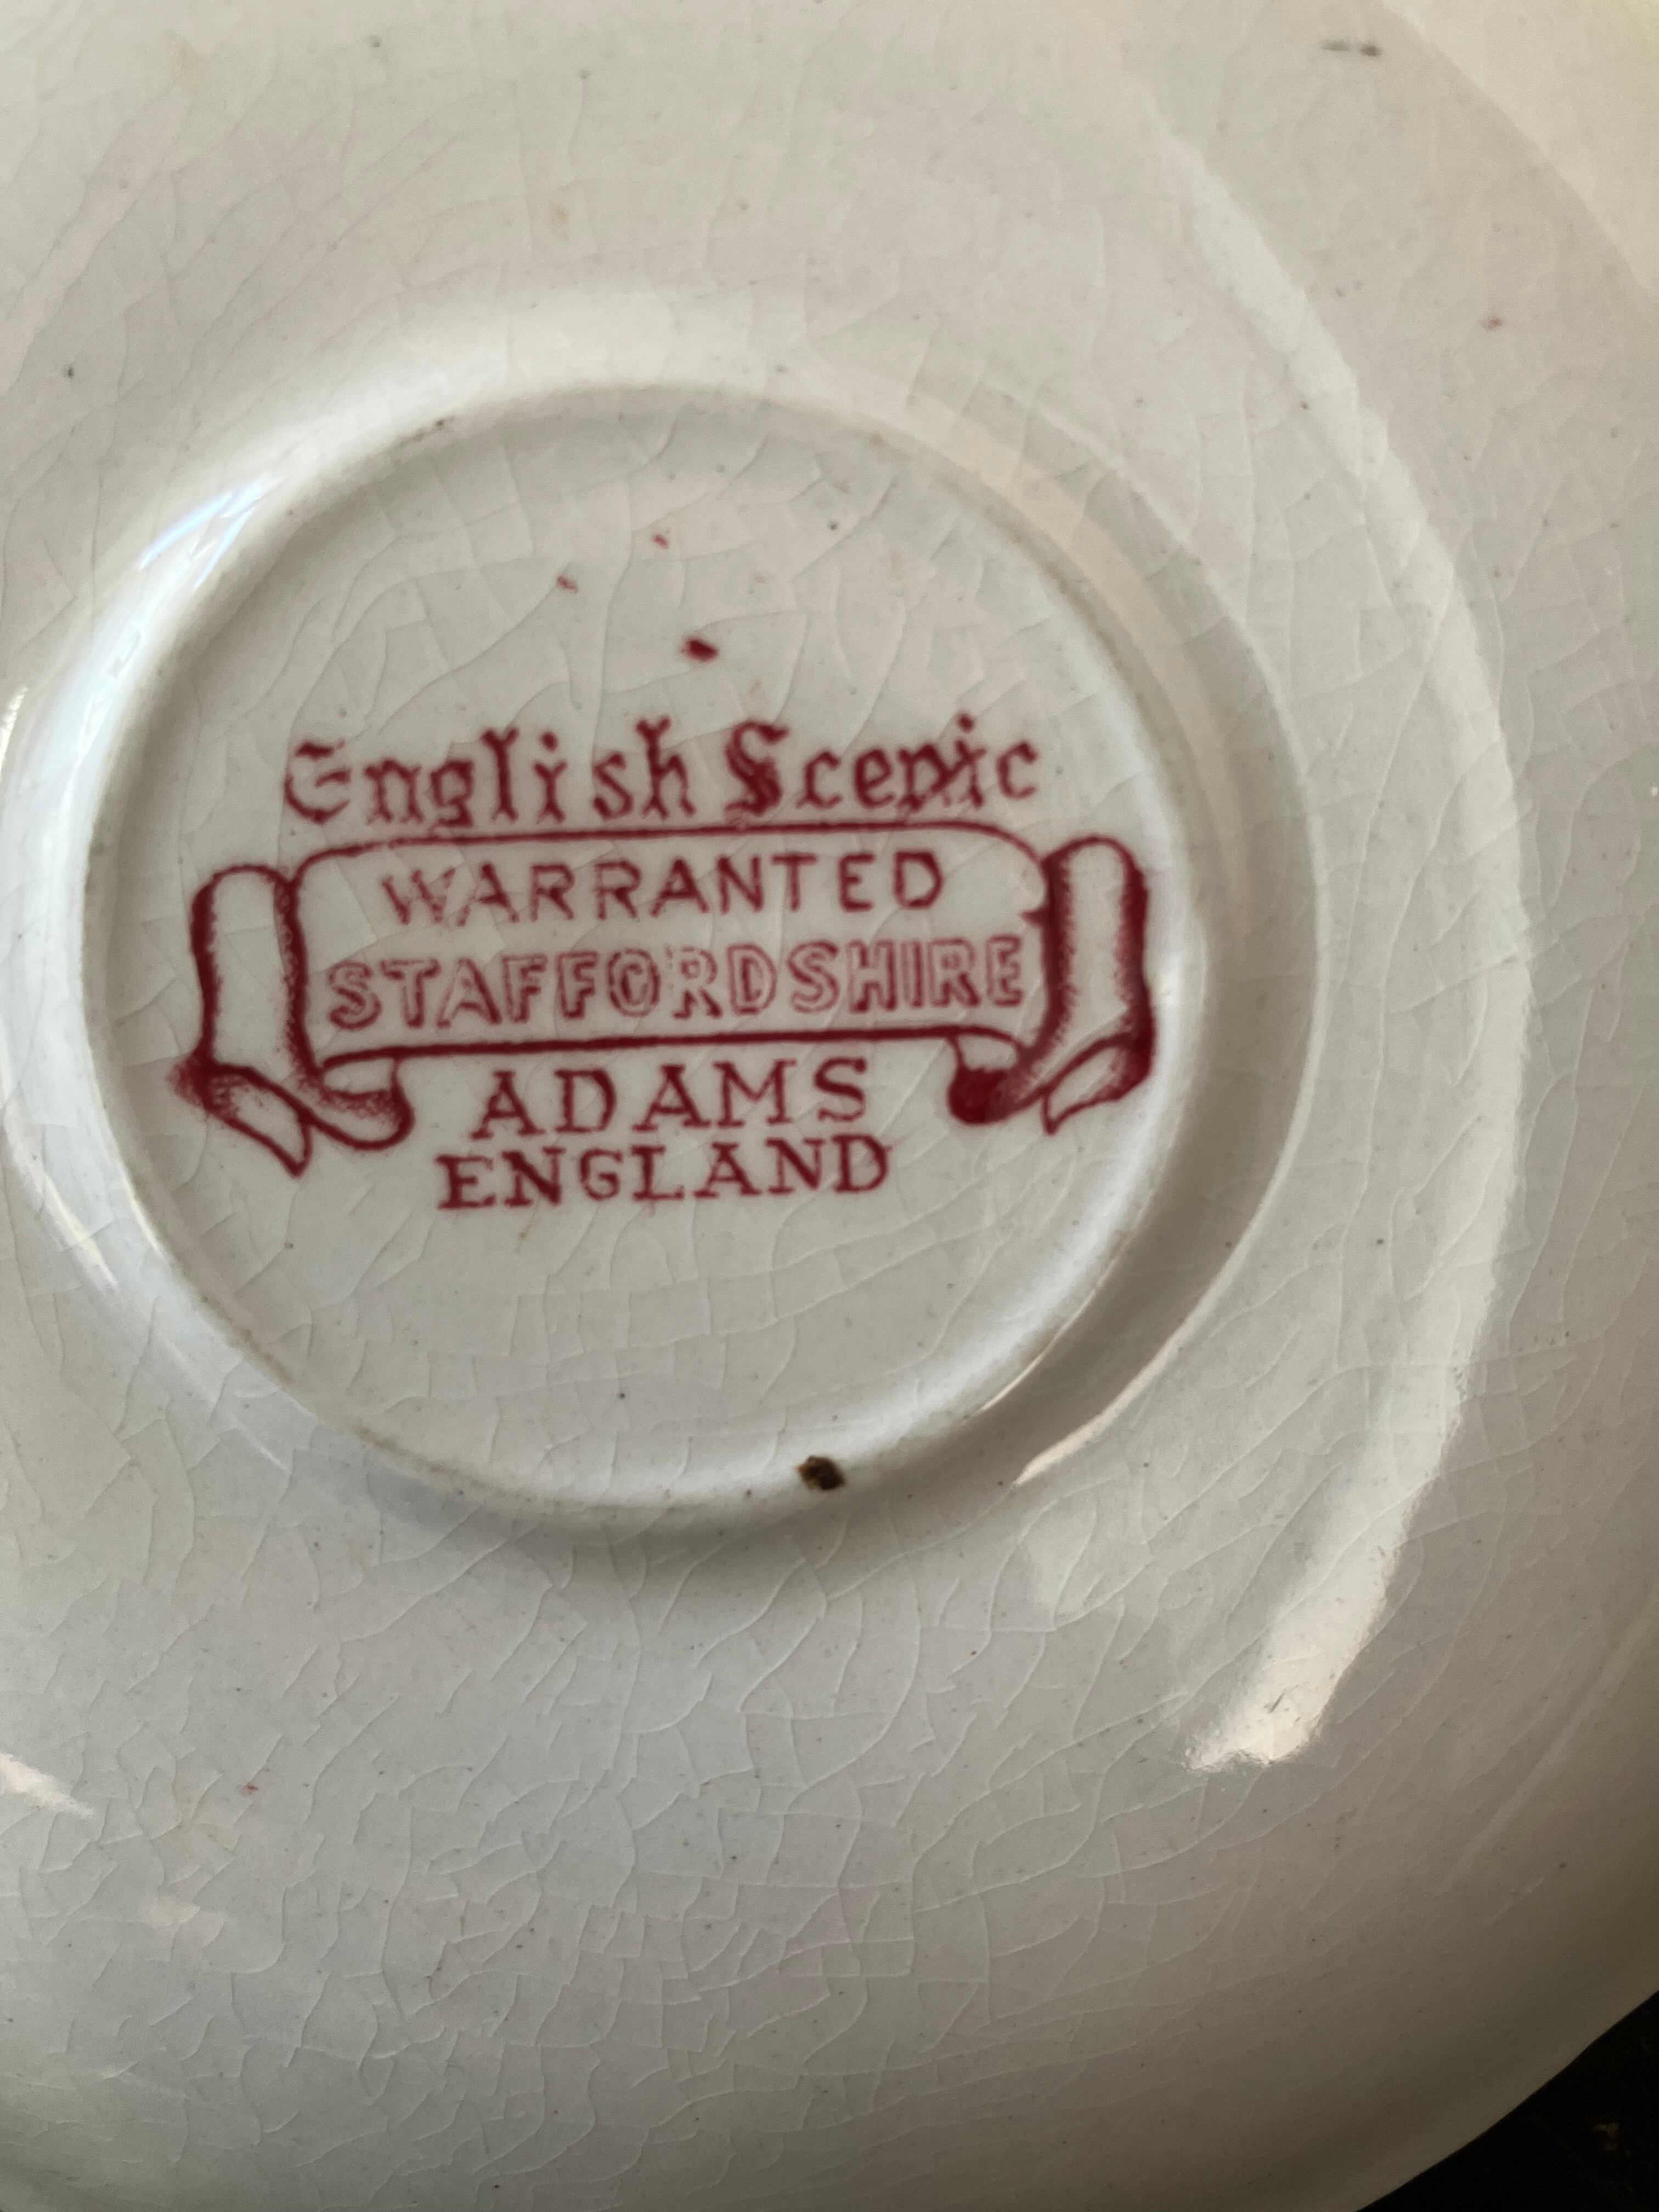 English Scenic
WARRANTED
STAFFORDSHIRE
ADAMS
ENGLAND